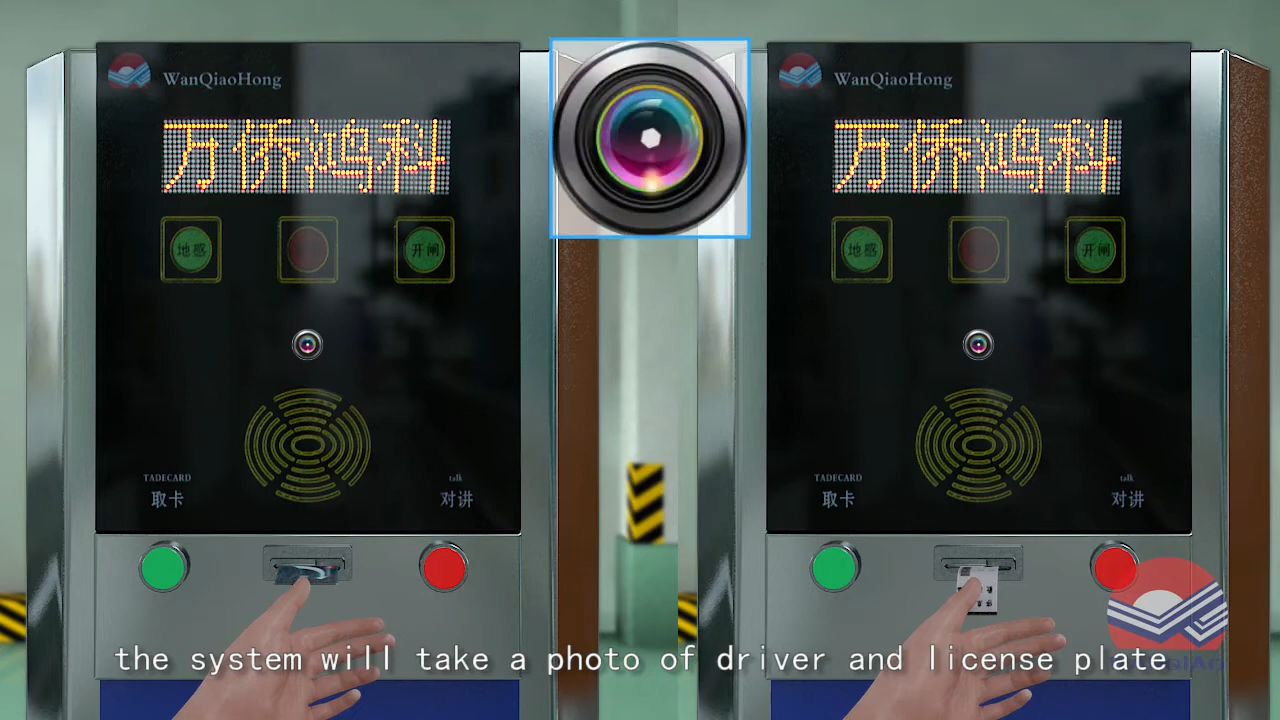 WanQiaoHong
万侨鸿科
地感
开闸
TADECARD
取卡
talk
对讲
WanQiaoHong
万侨鸿科
地感
开闸
TADECARD
取卡
talk
对讲
the system will take a photo of driver and license plate